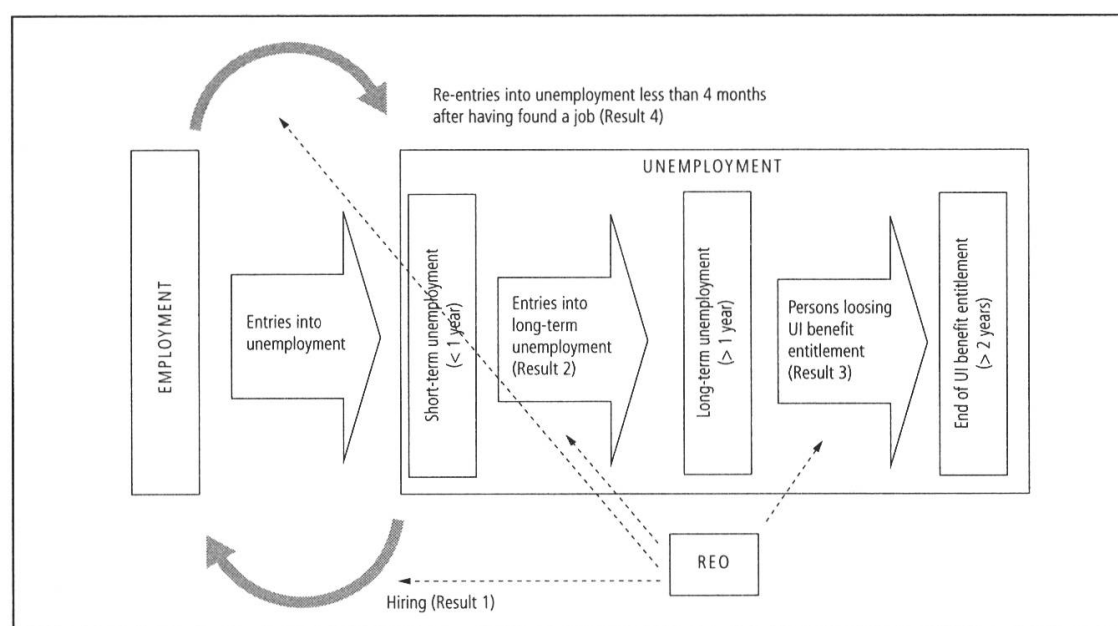 Re-entries into unemployment less than 4 months
after having found a job (Result 4)
UNEMPLOYMENT
EMPLOYMENT
Entries into
unemployment
Short-term unemployment
(< 1 year)
Entries into
long-term
unemployment
(Result 2)
Long-term unemployment
(> 1 year)
Persons loosing
UI benefit
entitlement
(Result 3)
End of UI benefit entitlement
(> 2 years)
REO
Hiring (Result 1)